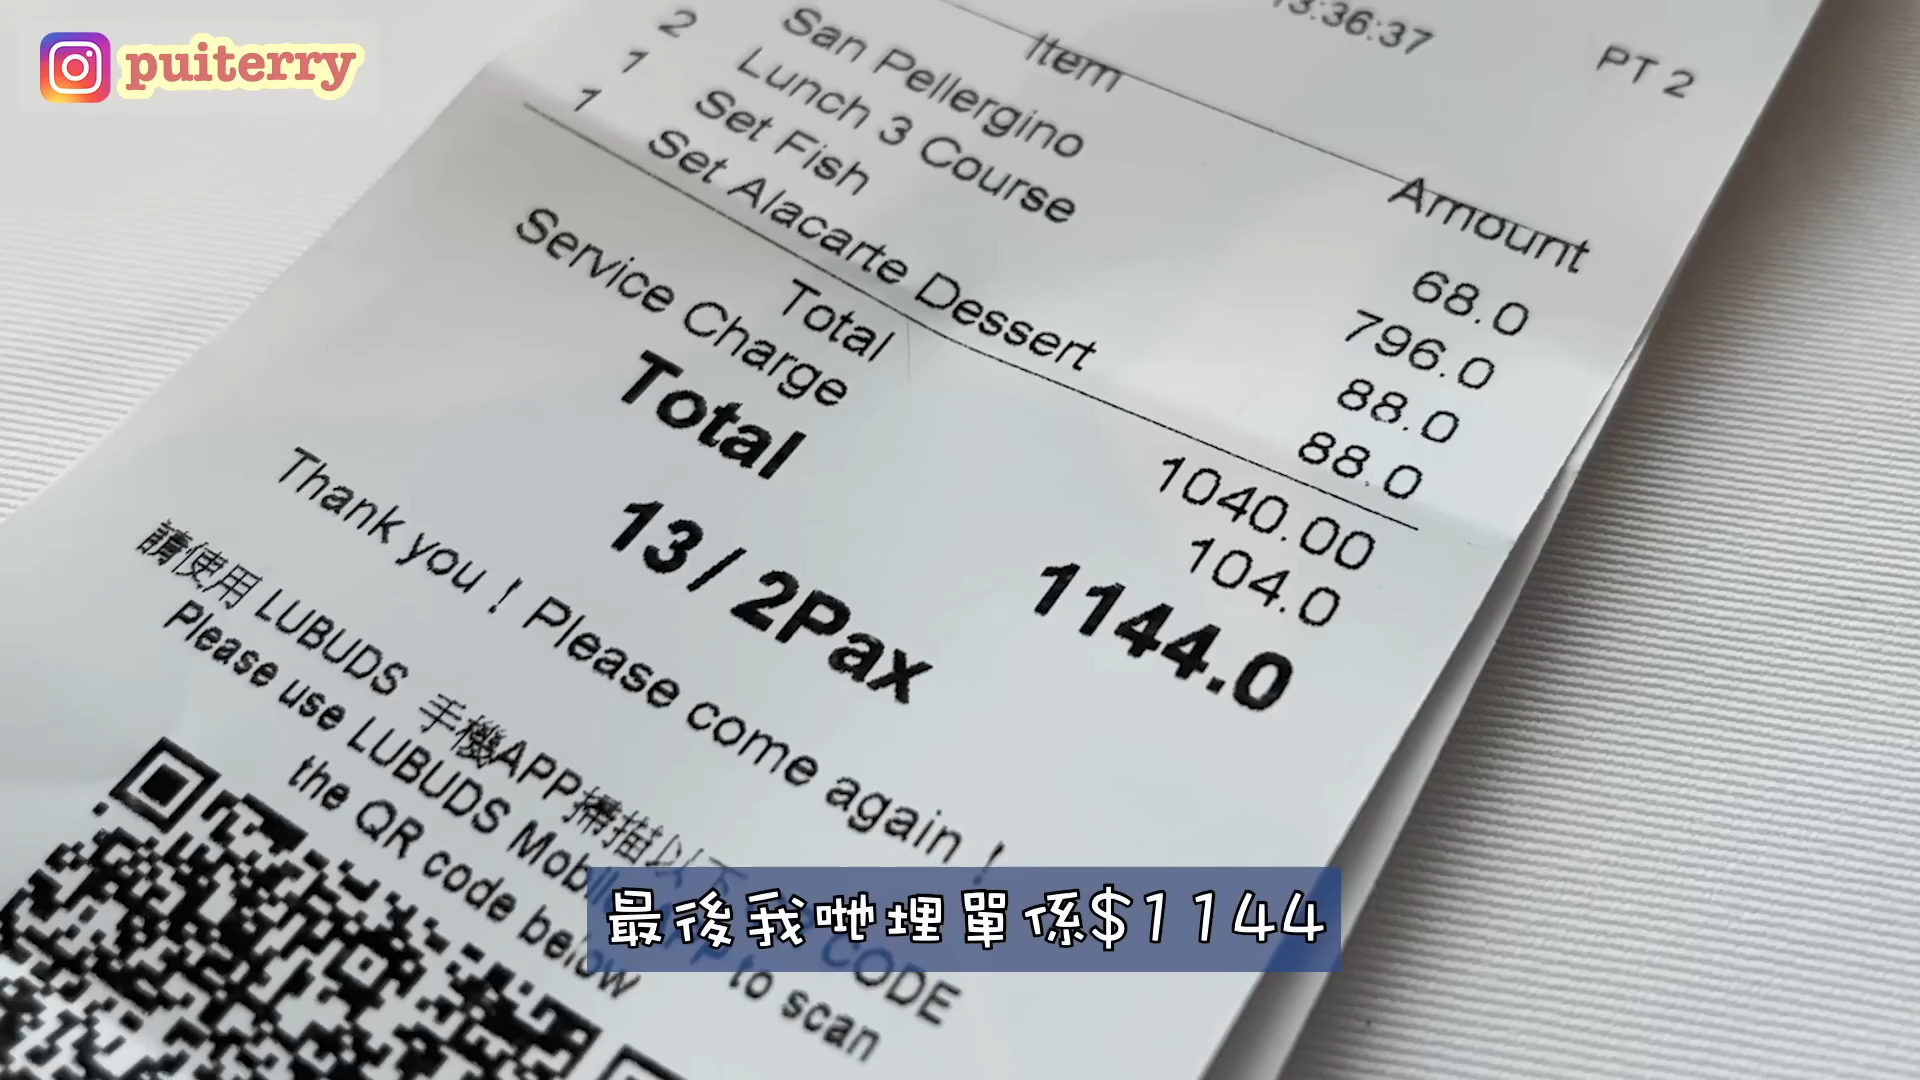 puiterry
13:36:37
PT 2
Item Amount
San Pellergino 68.0
2 Lunch 3 Course 796.0
1 Set Fish 88.0
1 Set Alacarte Dessert 88.0
Total 1040.00
Service Charge 104.0
Total 1144.0
13 / 2Pax
Thank you ! Please come again !
請使用 LUBUDS 手機APP掃描以下 CODE
Please use LUBUDS Mobile APP to scan
the QR code below
最後我哋埋單係$1144